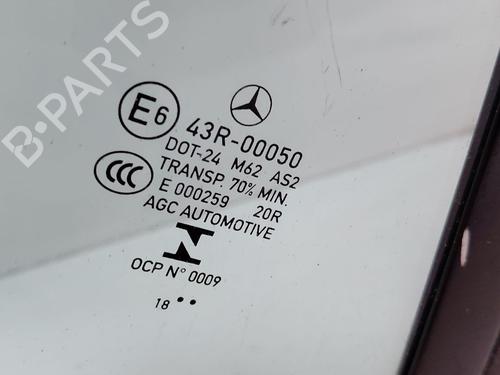 B-PARTS
E6
43R-00050
DOT-24 M62 AS2
CCC
TRANSP. 70% MIN.
E 000259 20R
AGC AUTOMOTIVE
OCP N° 0009
18 ••